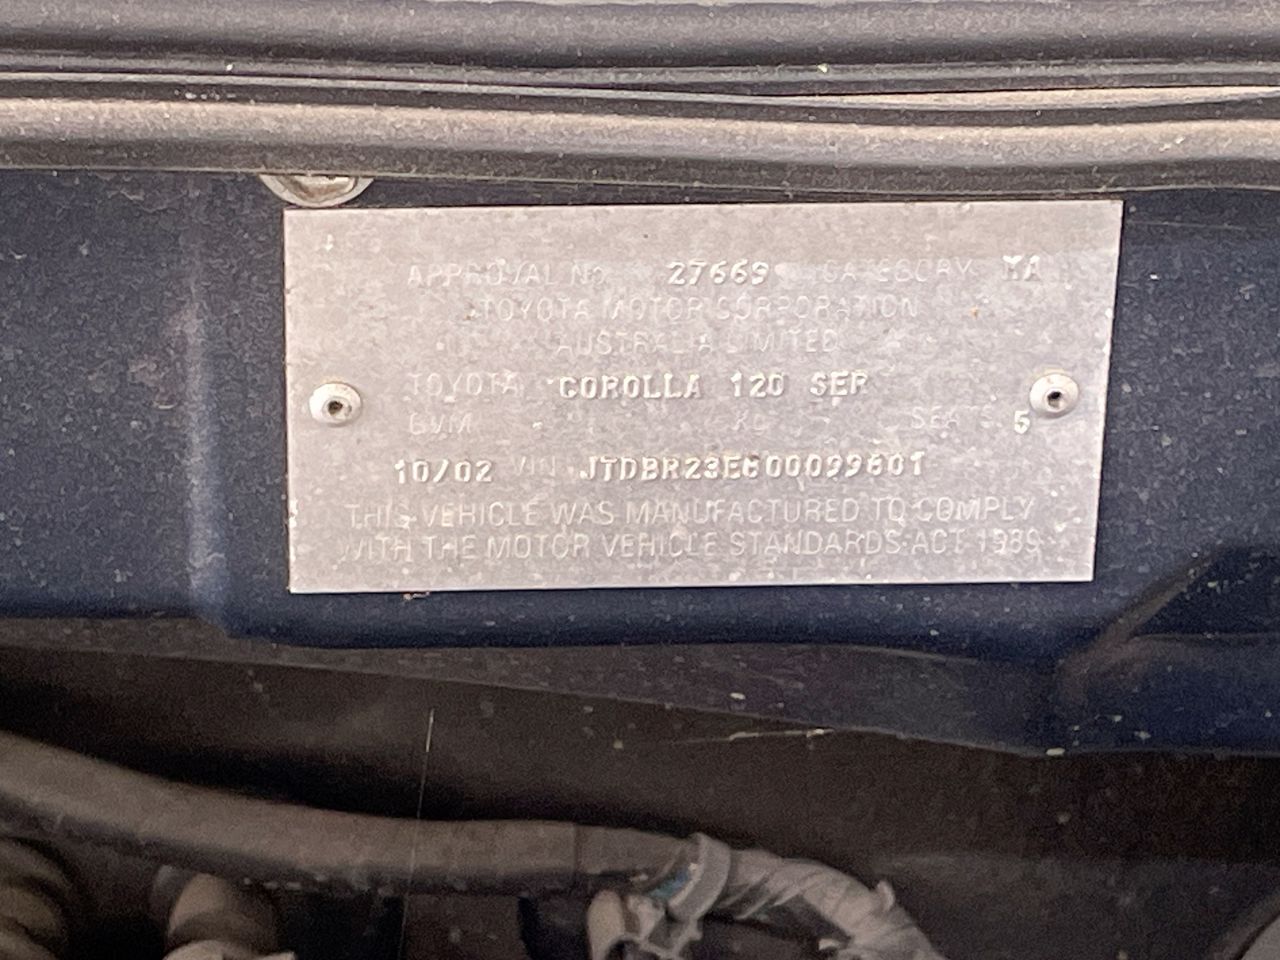 APPROVAL No 27669 CATEGORY MA
TOYOTA MOTOR CORPORATION
AUSTRALIA LIMITED
TOYOTA COROLLA 120 SER
GVM KG SEATS 5
10/02 VIN
THIS VEHICLE WAS MANUFACTURED TO COMPLY
WITH THE MOTOR VEHICLE STANDARDS ACT 1989